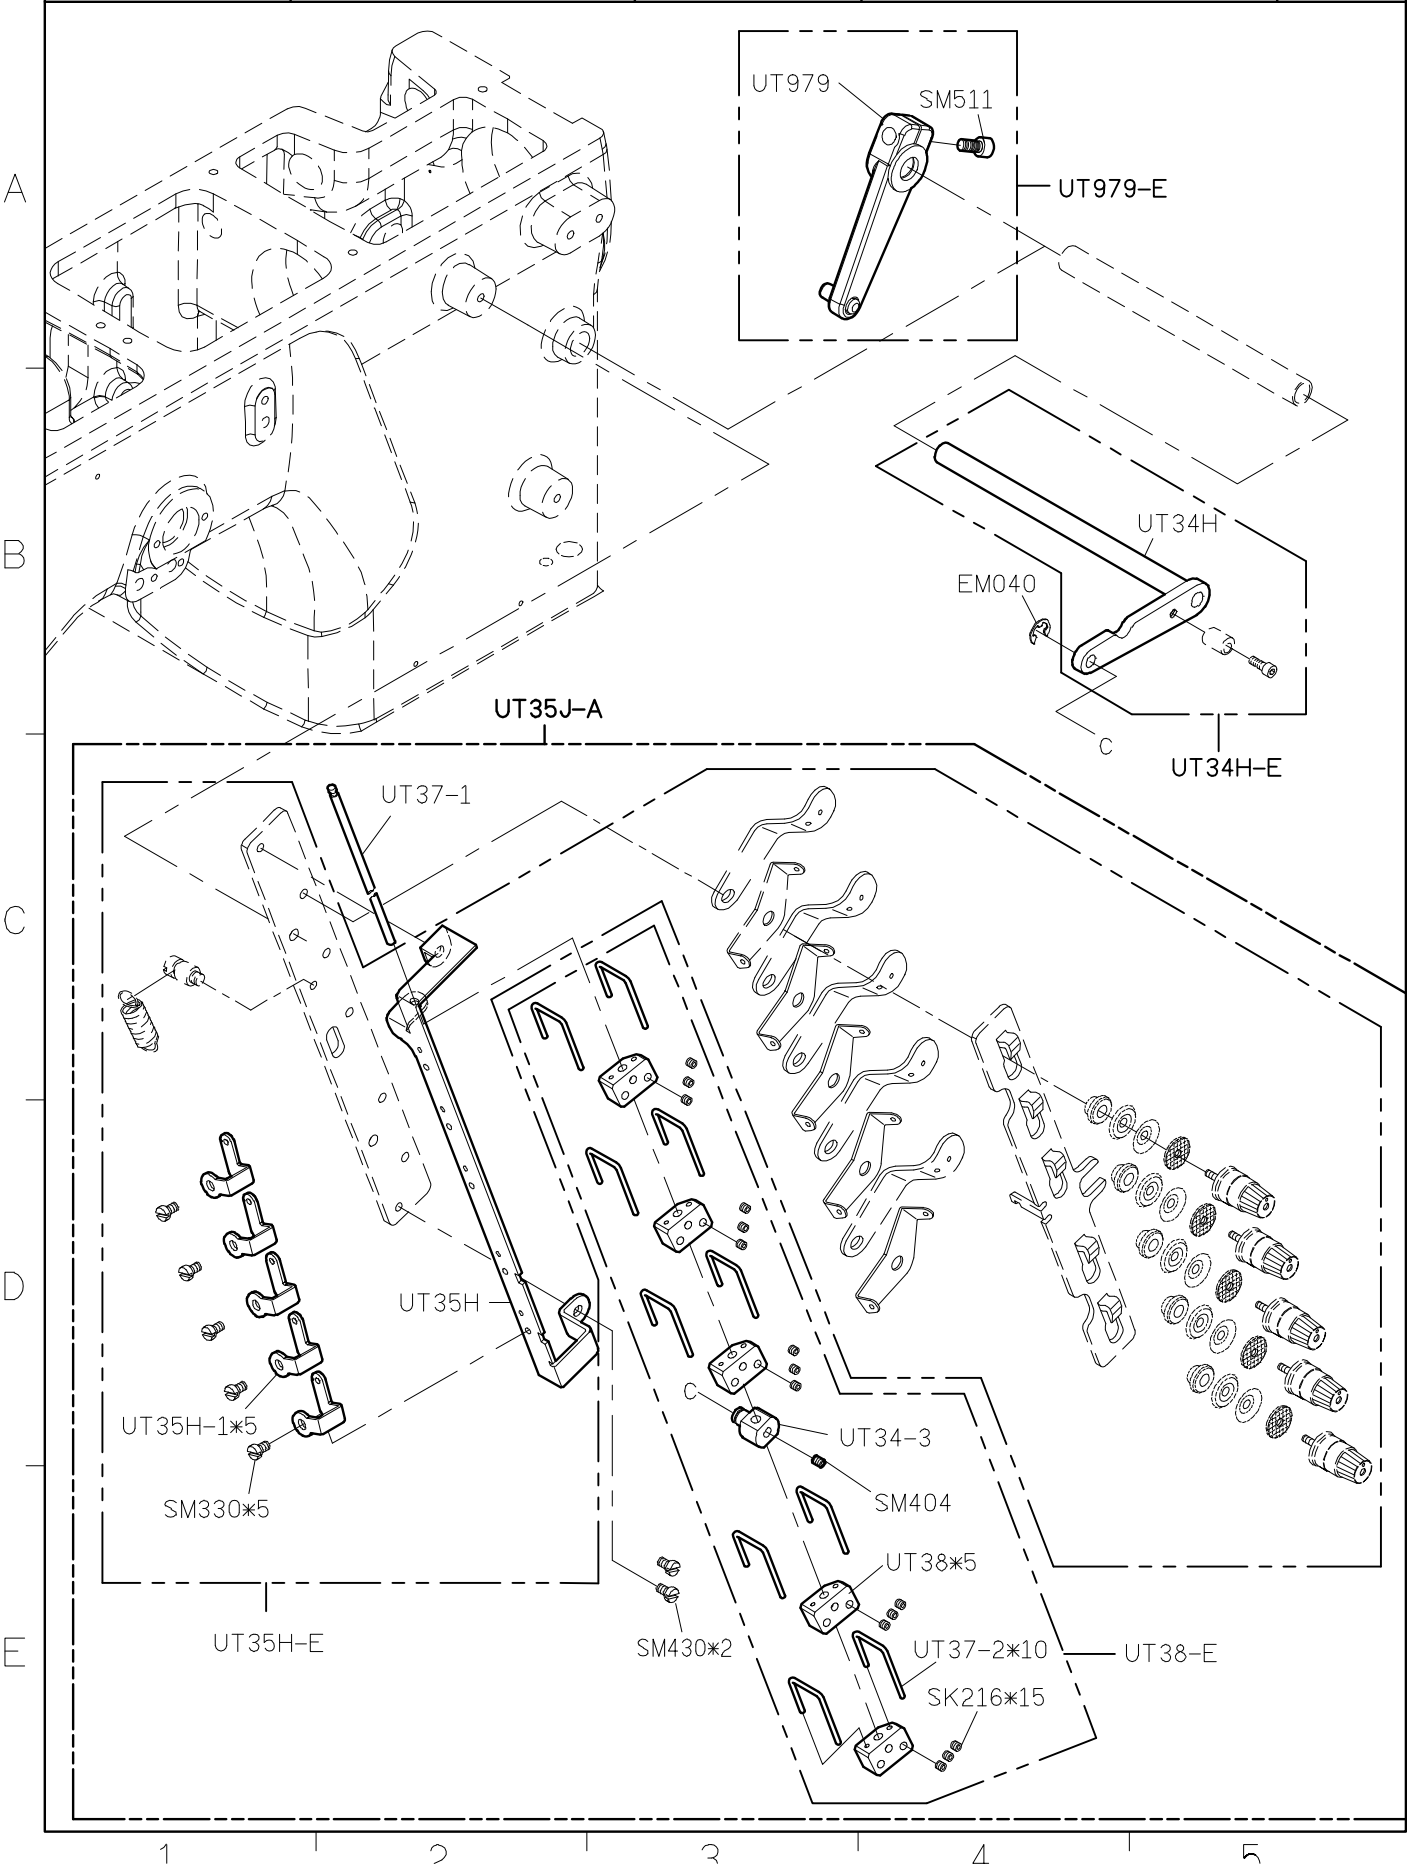 UT979
SM511
A
UT979-E
UT34H
B
EM040
UT35J-A
C
UT34H-E
UT37-1
C
D
UT35H
C
UT35H-1*5
UT34-3
SM330*5
SM404
UT38*5
UT35H-E
SM430*2
E
UT37-2*10
UT38-E
SK216*15
1
2
3
4
5